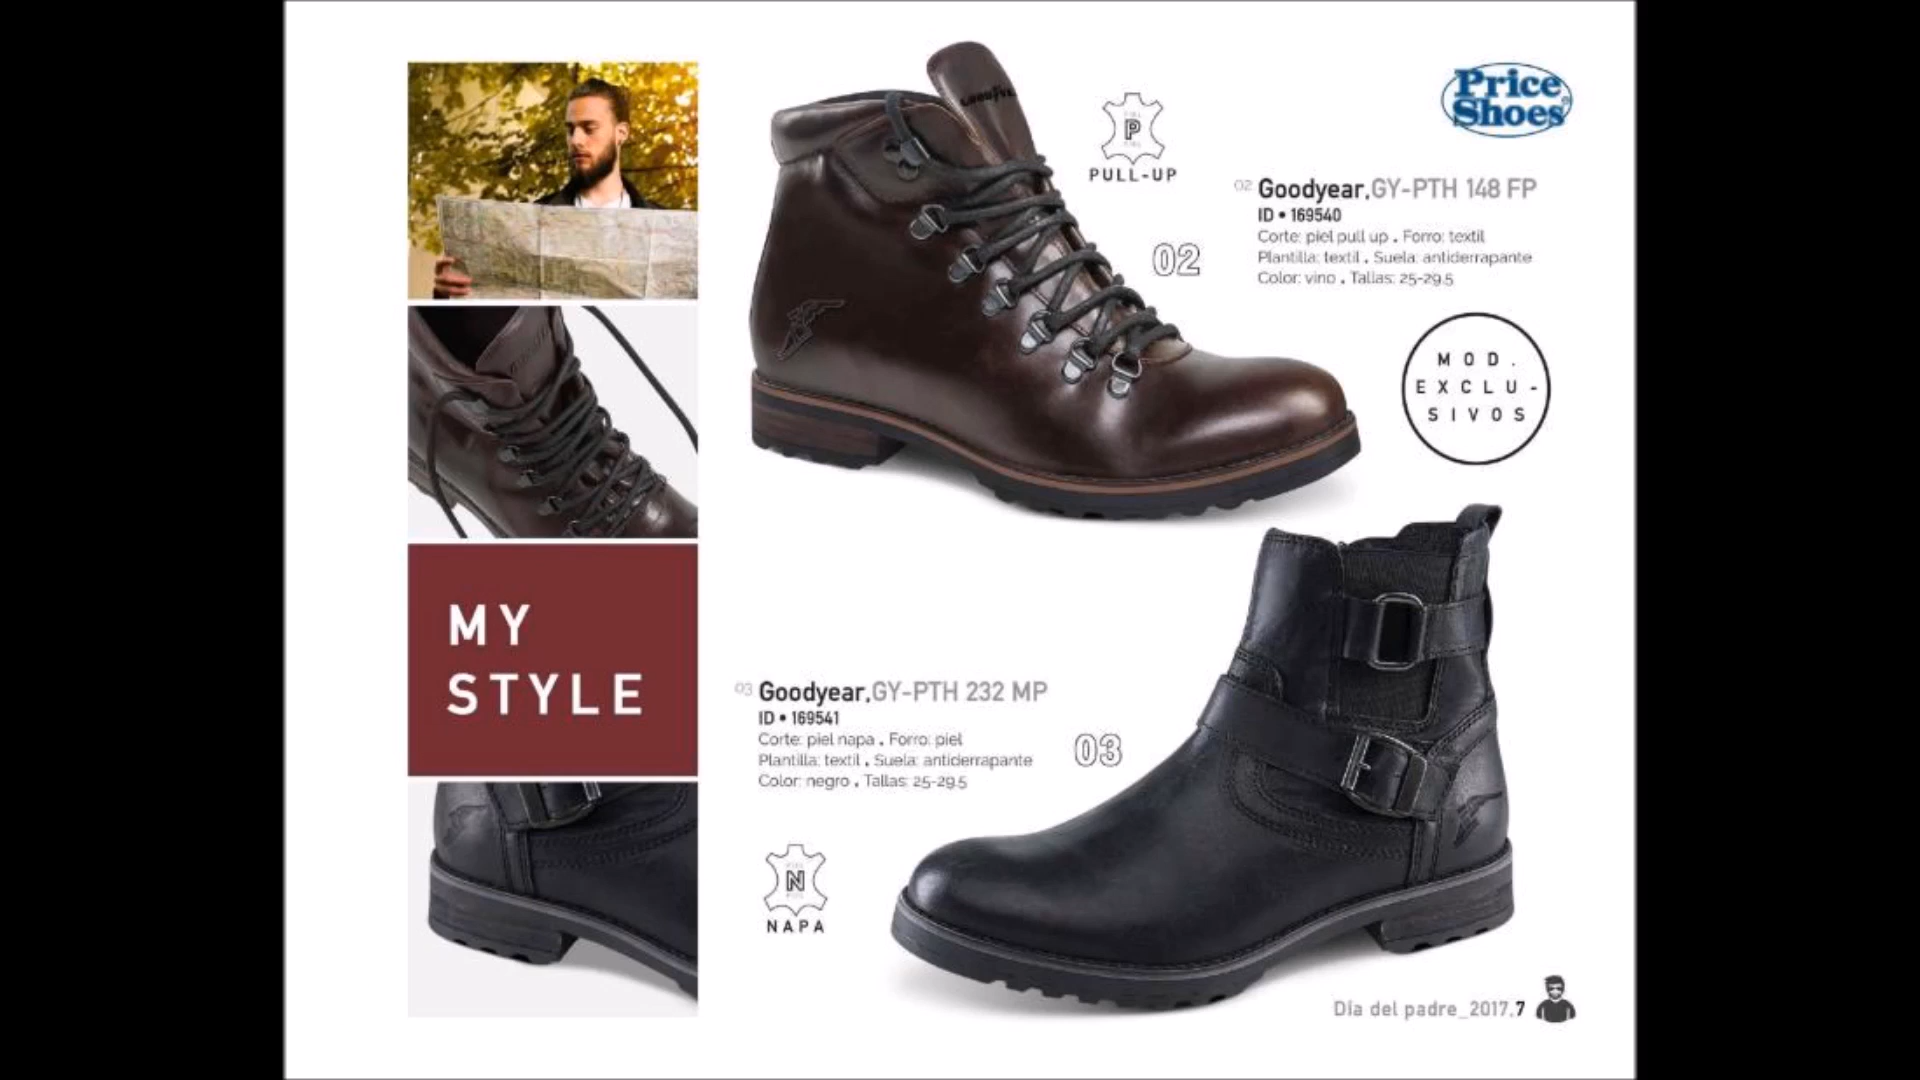 GOODYEAR
PULL-UP
P
Price
Shoes
02 Goodyear.GY-PTH 148 FP
ID • 169540
Corte: piel pull up . Forro: textil
Plantilla: textil . Suela: antiderrapante
Color: vino . Tallas: 25-29.5
02
MOD.
EXCLU-
SIVOS
MY
STYLE
03 Goodyear.GY-PTH 232 MP
ID • 169541
Corte: piel napa . Forro: piel
Plantilla: textil . Suela: antiderrapante
Color: negro . Tallas: 25-29.5
03
N
NAPA
Día del padre_2017.7